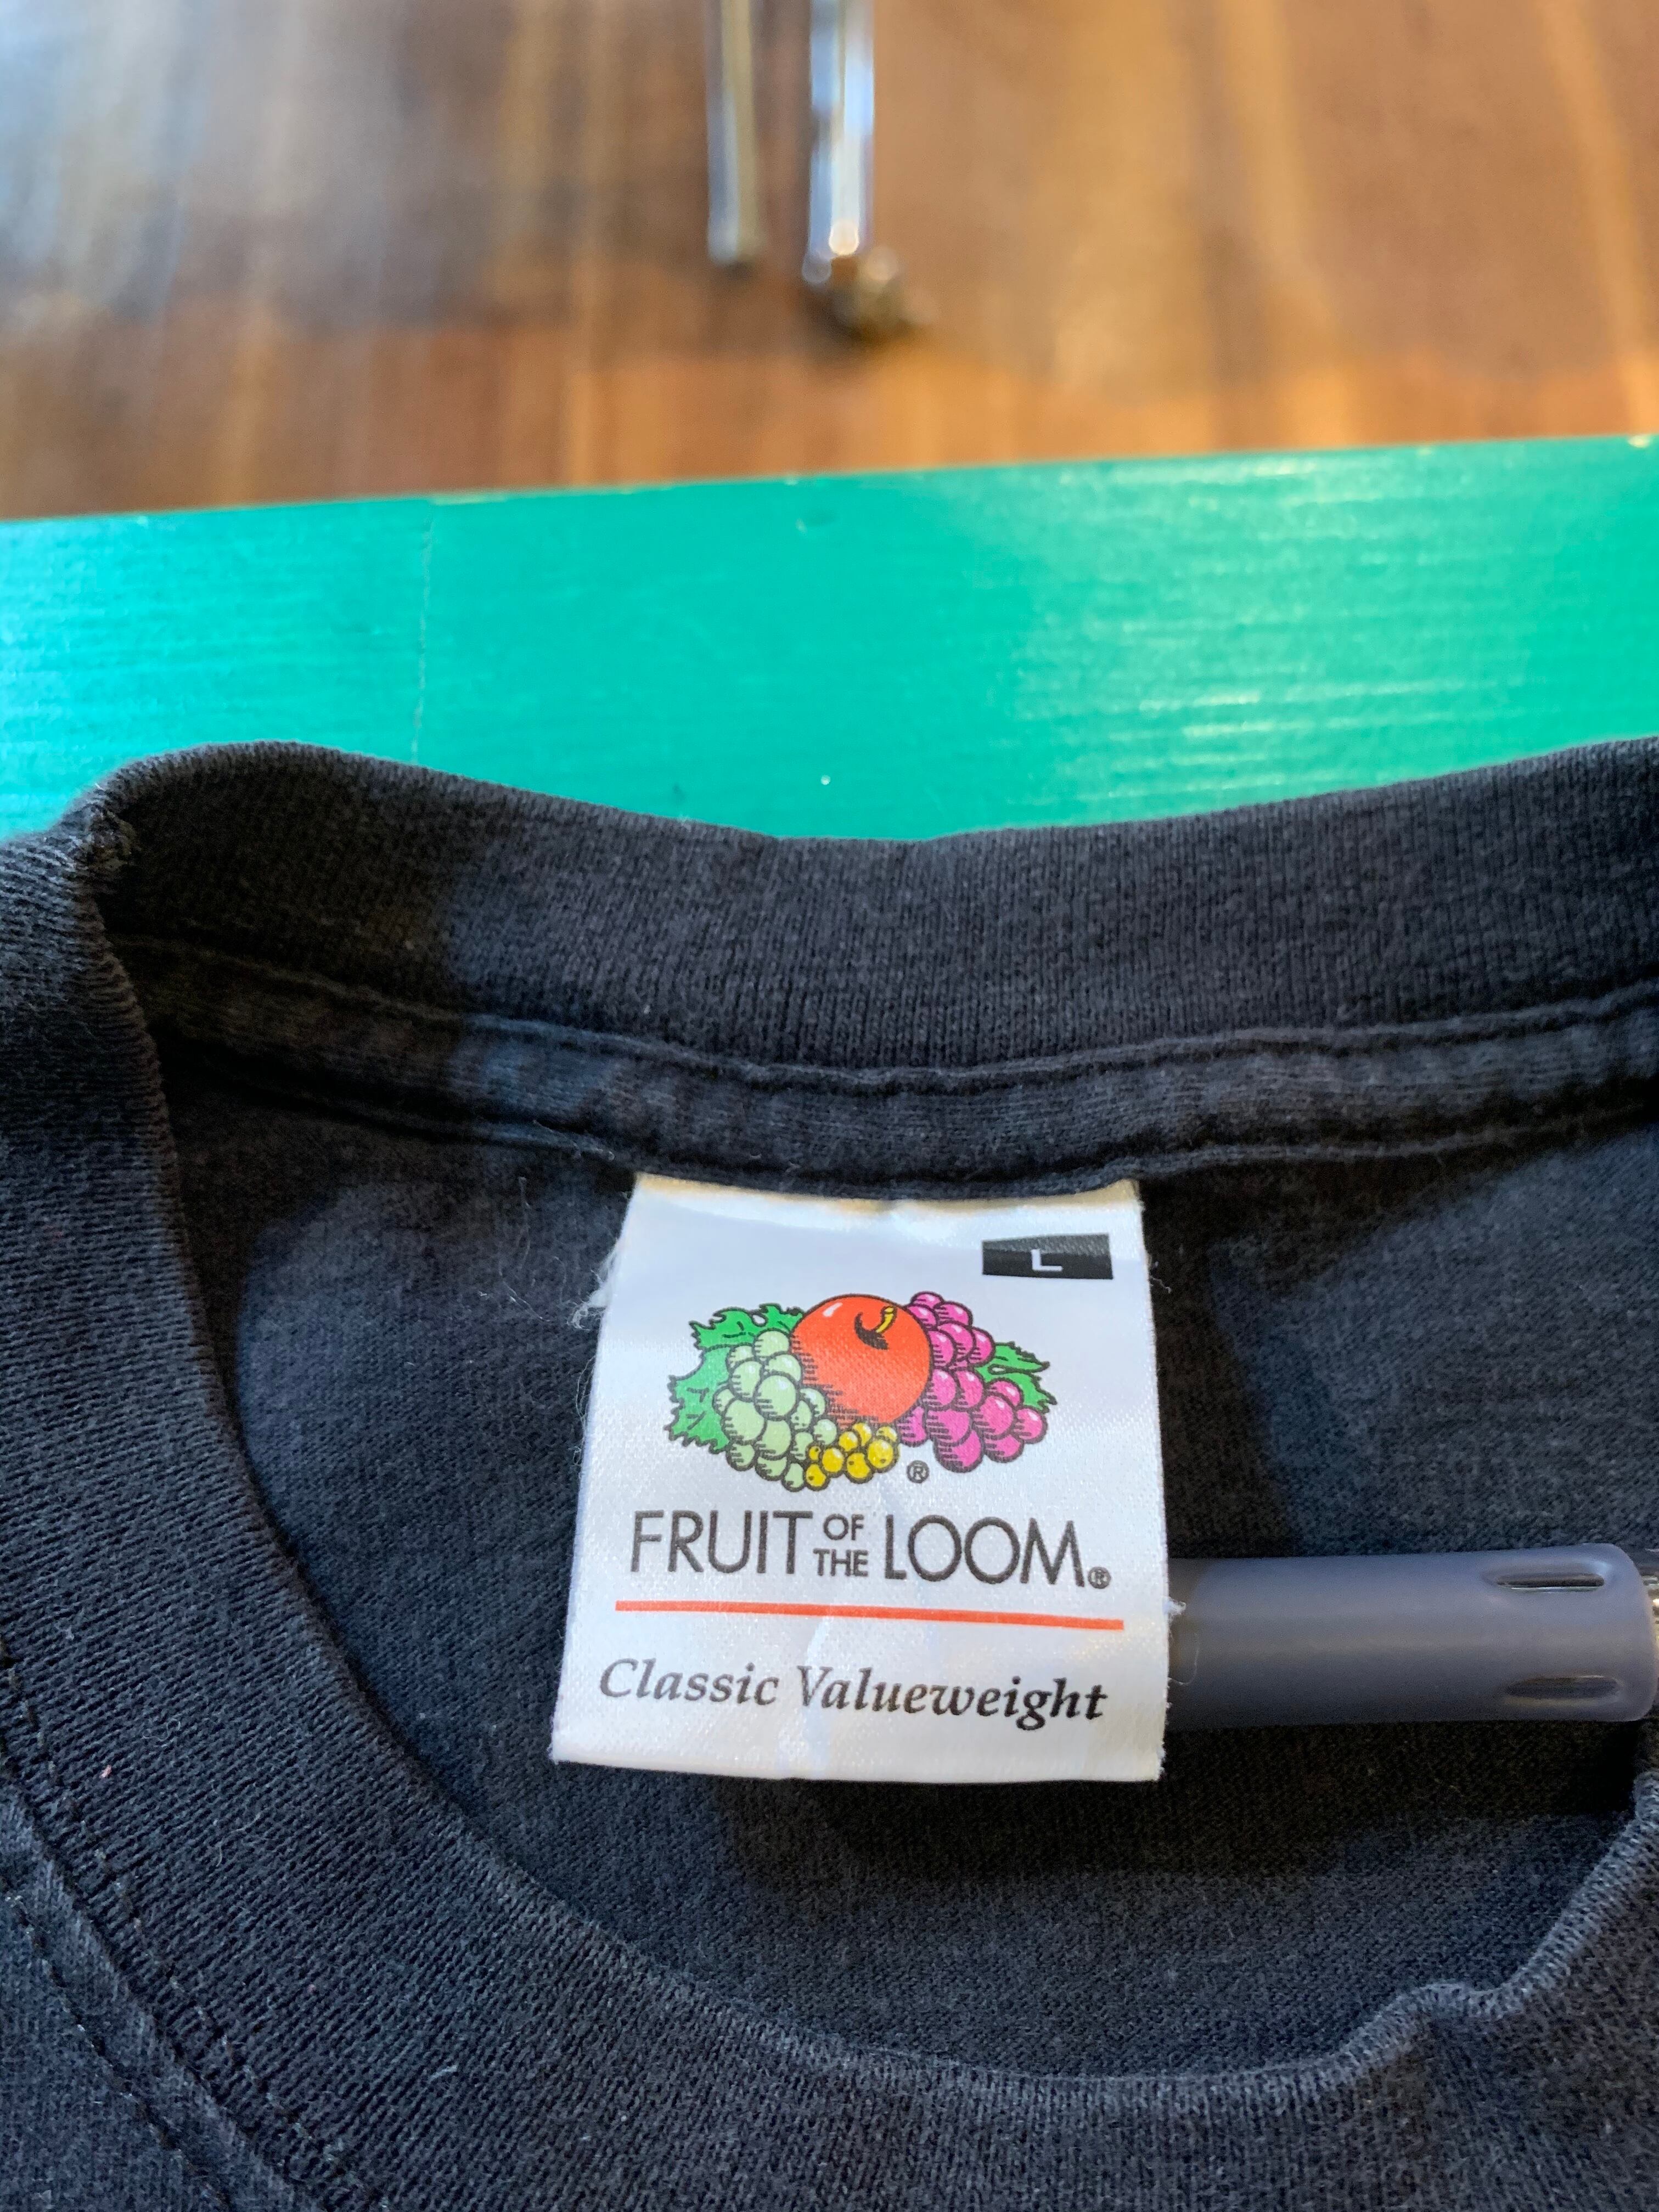 L
®
FRUIT OF THE LOOM®
Classic Valueweight